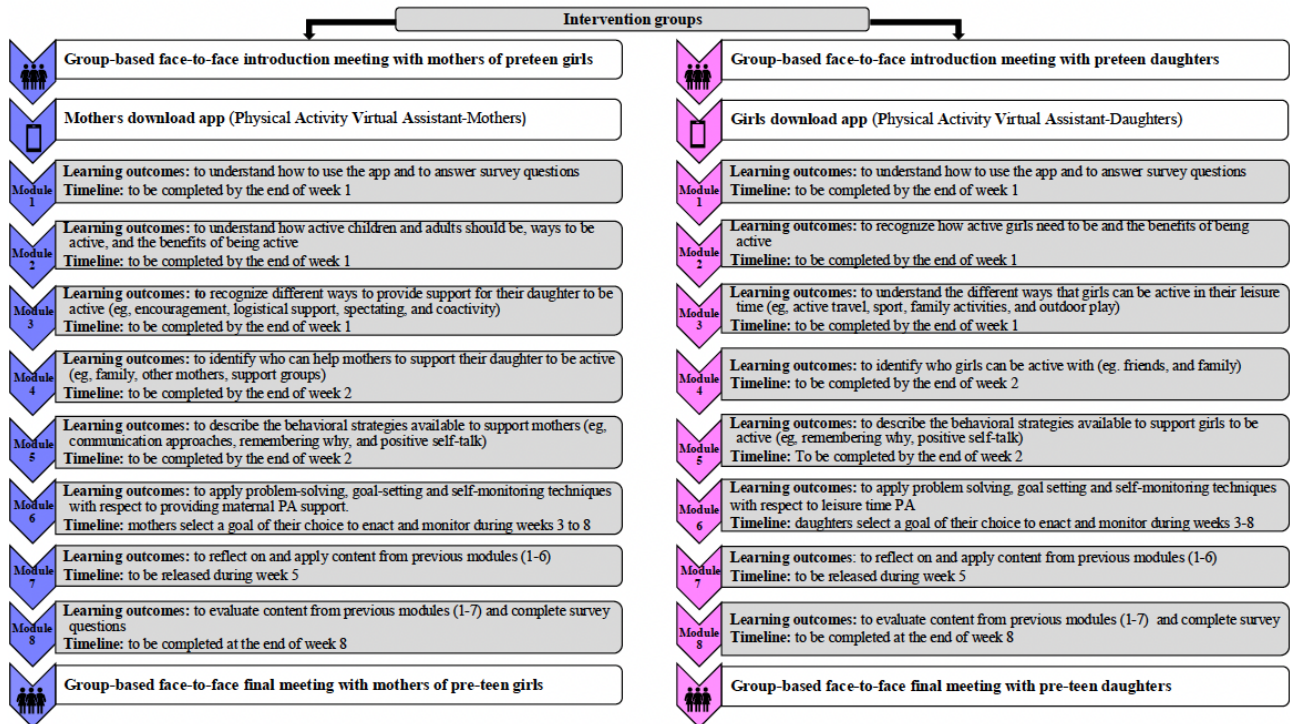 Intervention groups
Group-based face-to-face introduction meeting with mothers of preteen girls
Mothers download app (Physical Activity Virtual Assistant-Mothers)
Module
1
Learning outcomes: to understand how to use the app and to answer survey questions
Timeline: to be completed by the end of week 1
Module
2
Learning outcomes: to understand how active children and adults should be, ways to
be active, and the benefits of being active
Timeline: to be completed by the end of week 1
Module
3
Learning outcomes: to recognize different ways to provide support for their daughter to be
active (eg, encouragement, logistical support, spectating, and coactivity)
Timeline: to be completed by the end of week 1
Module
4
Learning outcomes: to identify who can help mothers to support their daughter to be active
(eg, family, other mothers, support groups)
Timeline: to be completed by the end of week 2
Module
5
Learning outcomes: to describe the behavioral strategies available to support mothers (eg,
communication approaches, remembering why, and positive self-talk)
Timeline: to be completed by the end of week 2
Module
6
Learning outcomes: to apply problem-solving, goal-setting and self-monitoring techniques
with respect to providing maternal PA support.
Timeline: mothers select a goal of their choice to enact and monitor during weeks 3 to 8
Module
7
Learning outcomes: to reflect on and apply content from previous modules (1-6)
Timeline: to be released during week 5
Module
8
Learning outcomes: to evaluate content from previous modules (1-7) and complete survey
questions
Timeline: to be completed at the end of week 8
Group-based face-to-face final meeting with mothers of pre-teen girls
Group-based face-to-face introduction meeting with preteen daughters
Girls download app (Physical Activity Virtual Assistant-Daughters)
Module
1
Learning outcomes: to understand how to use the app and to answer survey questions
Timeline: to be completed by the end of week 1
Module
2
Learning outcomes: to recognize how active girls need to be and the benefits of being
active
Timeline: to be completed by the end of week 1
Module
3
Learning outcomes: to understand the different ways that girls can be active in their leisure
time (eg, active travel, sport, family activities, and outdoor play)
Timeline: to be completed by the end of week 1
Module
4
Learning outcomes: to identify who girls can be active with (eg. friends, and family)
Timeline: to be completed by the end of week 2
Module
5
Learning outcomes: to describe the behavioral strategies available to support girls to be
active (eg, remembering why, positive self-talk)
Timeline: To be completed by the end of week 2
Module
6
Learning outcomes: to apply problem solving, goal setting and self-monitoring techniques
with respect to leisure time PA
Timeline: daughters select a goal of their choice to enact and monitor during weeks 3-8
Module
7
Learning outcomes: to reflect on and apply content from previous modules (1-6)
Timeline: to be released during week 5
Module
8
Learning outcomes: to evaluate content from previous modules (1-7) and complete survey
Timeline: to be completed at the end of week 8
Group-based face-to-face final meeting with pre-teen daughters